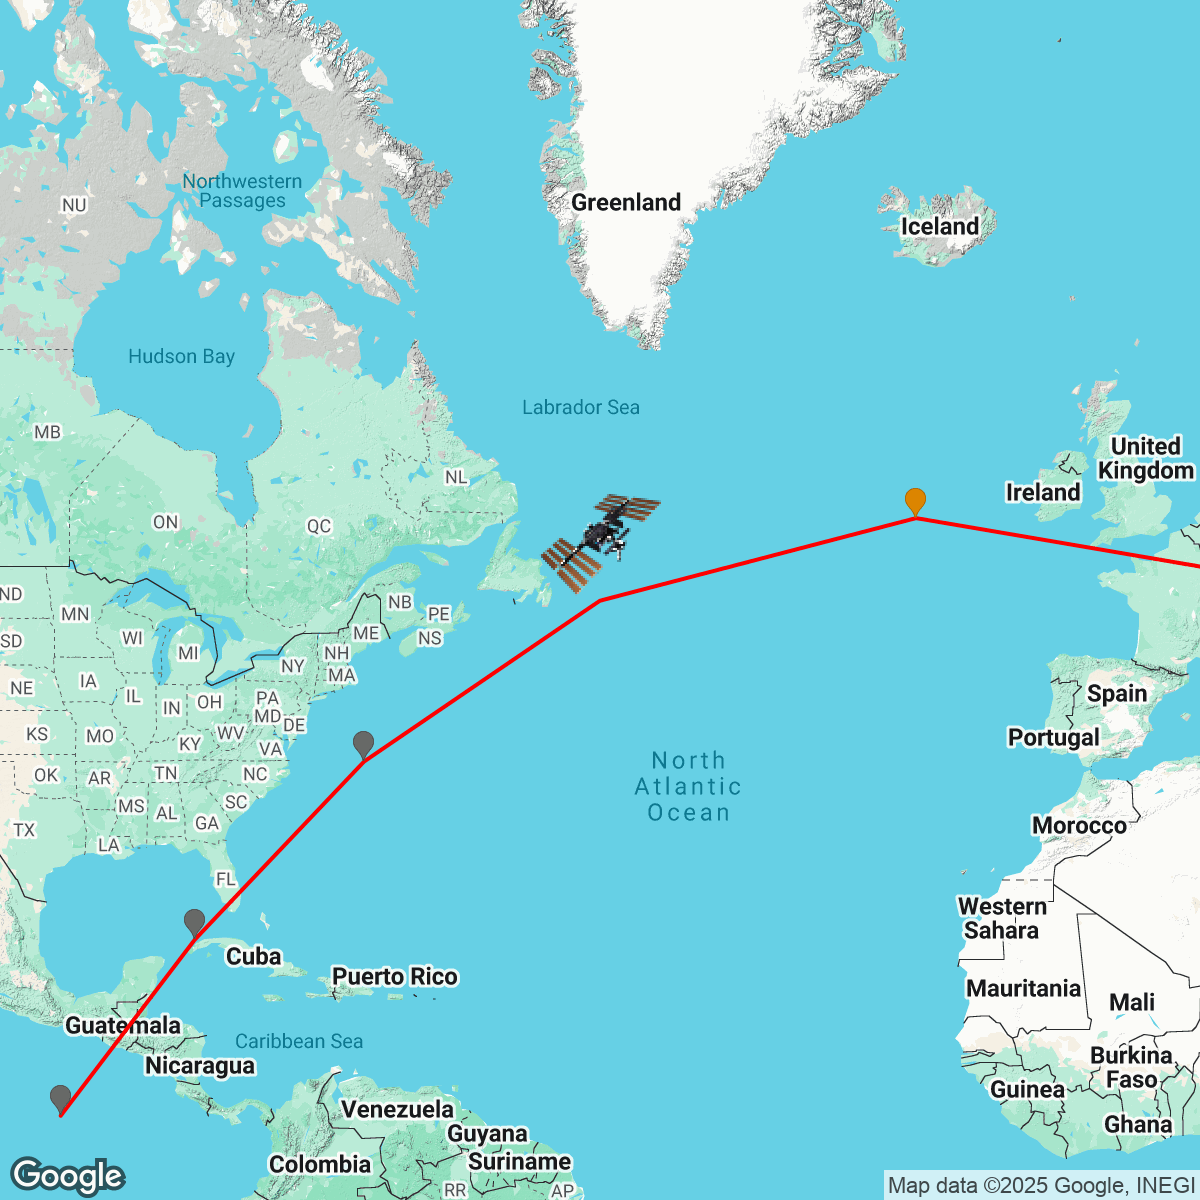 Greenland
Northwestern
Passages
NU
Iceland
Hudson Bay
Labrador Sea
MB
United
Kingdom
NL
Ireland
ON
QC
ND
NB
MN
PE
WI
ME
NS
SD
MI
NH
NY
MA
IA
NE
IL
OH
PA
IN
MD
DE
Spain
KS
MO
WV
KY
VA
Portugal
OK
AR
TN
NC
North
Atlantic
Ocean
MS
AL
SC
GA
TX
LA
Morocco
FL
Western
Sahara
Cuba
Puerto Rico
Mauritania
Mali
Guatemala
Caribbean Sea
Nicaragua
Burkina
Faso
Guinea
Venezuela
Ghana
Guyana
Colombia
Suriname
RR
AP
Google
Map data ©2025 Google, INEGI